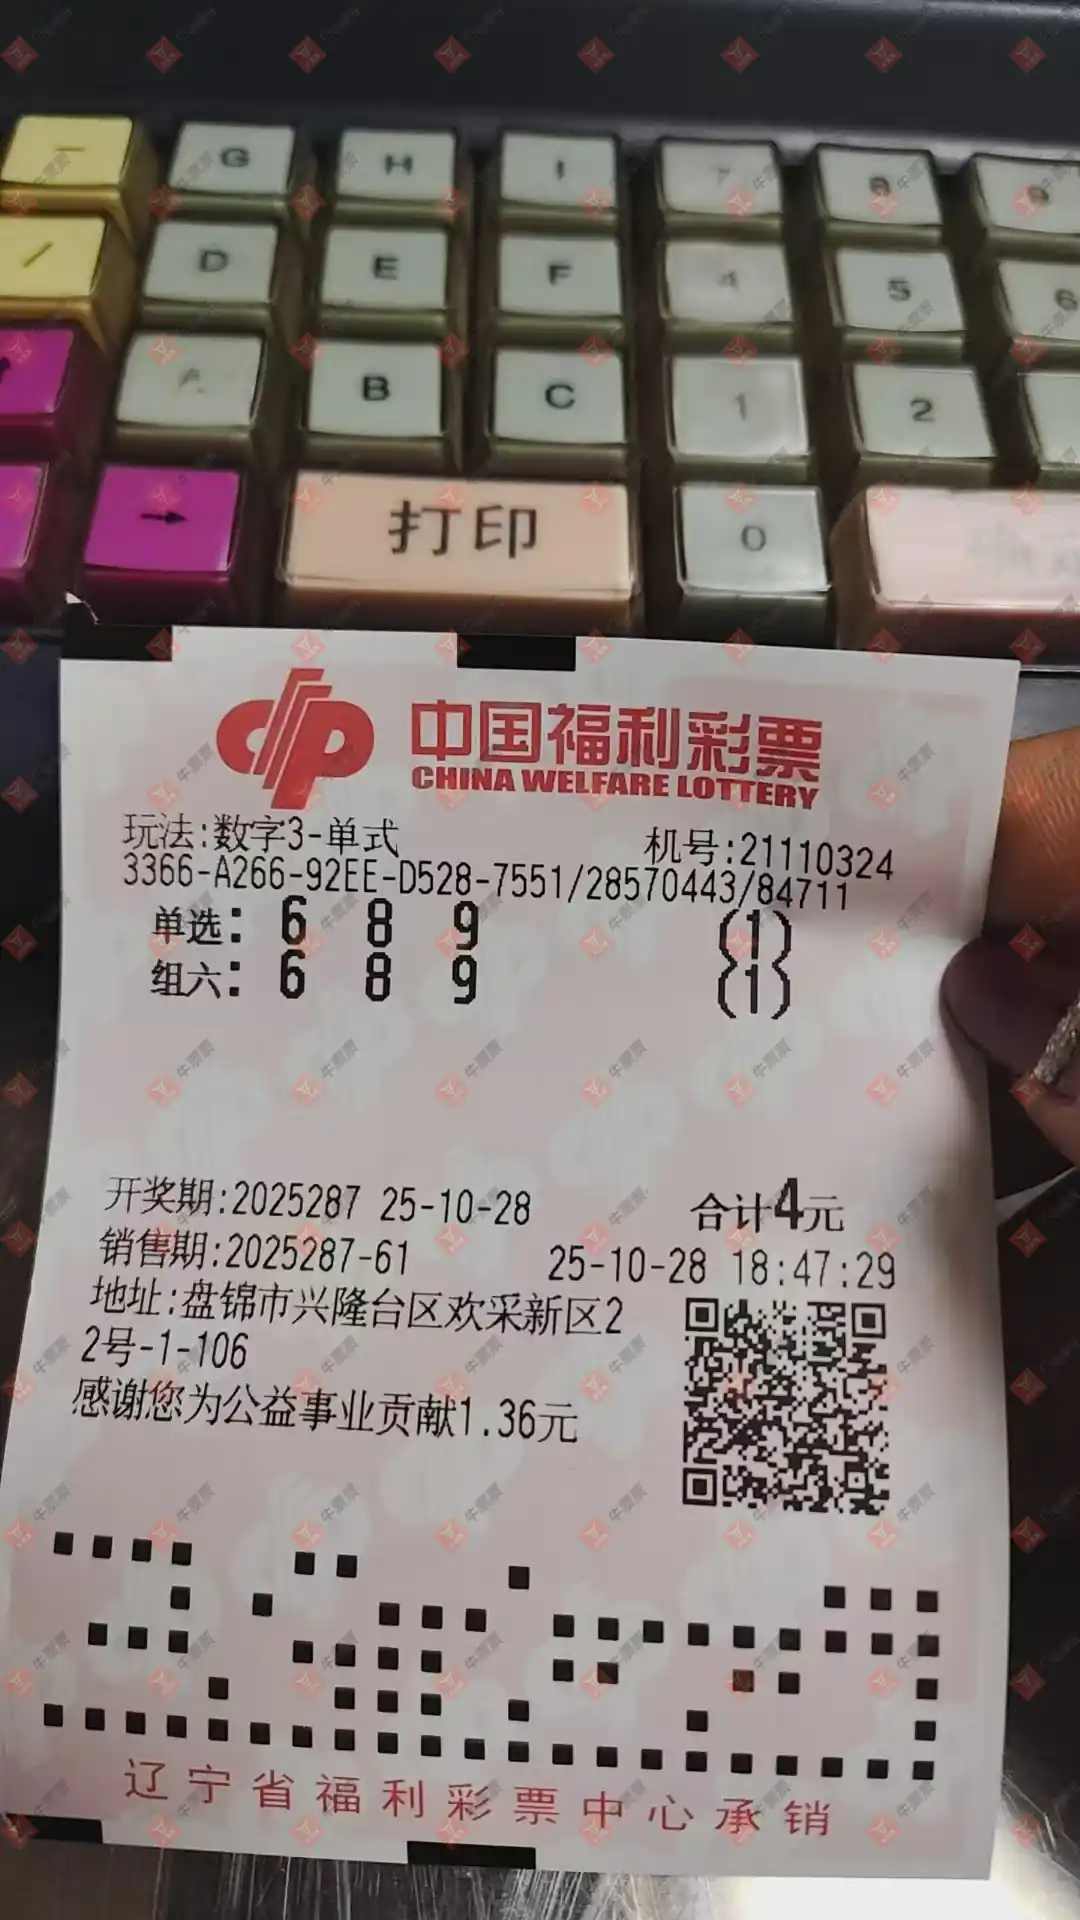 G H I 7 8 9
D E F 4 5 6
A B C 1 2
→ 打印 0
中国福利彩票
CHINA WELFARE LOTTERY
玩法:数字3-单式 机号:21110324
3366-A266-92EE-D528-7551/28570443/84711
单选: 6 8 9 (1)
组六: 6 8 9 (1)
开奖期:2025287 25-10-28 合计4元
销售期:2025287-61 25-10-28 18:47:29
地址:盘锦市兴隆台区欢采新区2
2号-1-106
感谢您为公益事业贡献1.36元
辽宁省福利彩票中心承销
牛票票